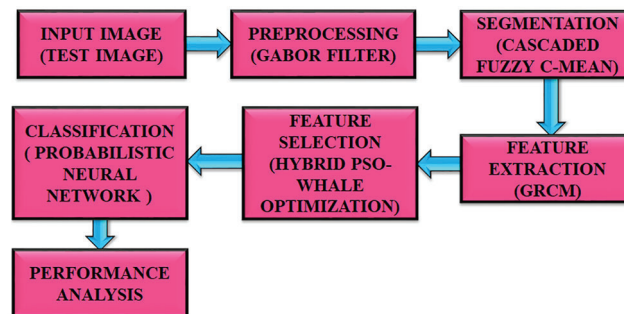 INPUT IMAGE
(TEST IMAGE)
PREPROCESSING
(GABOR FILTER)
SEGMENTATION
(CASCADED
FUZZY C-MEAN)
FEATURE
EXTRACTION
(GRCM)
FEATURE
SELECTION
(HYBRID PSO-
WHALE
OPTIMIZATION)
CLASSIFICATION
( PROBABILISTIC
NEURAL
NETWORK )
PERFORMANCE
ANALYSIS